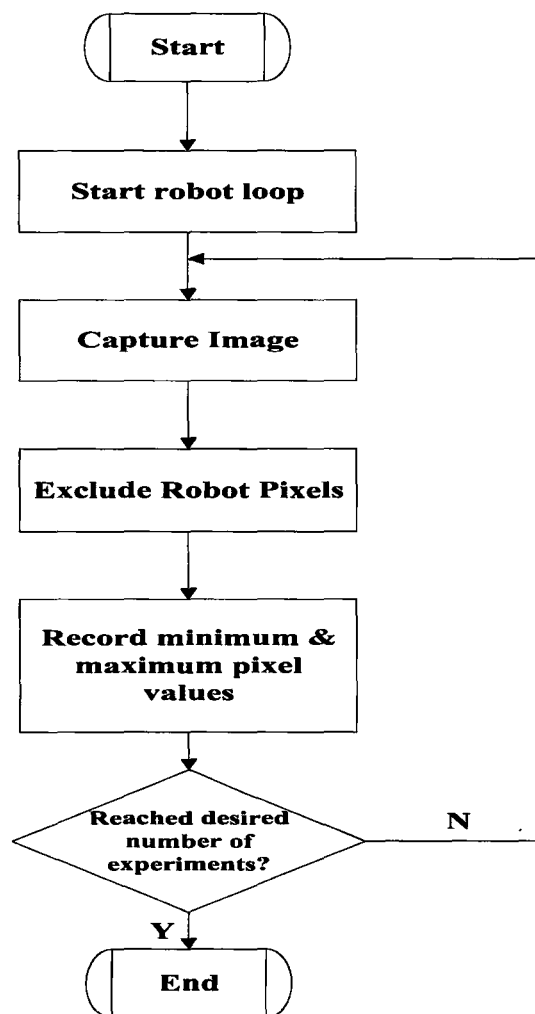 Start
Start robot loop
Capture Image
Exclude Robot Pixels
Record minimum &
maximum pixel
values
Reached desired
number of
experiments?
N
Y
End